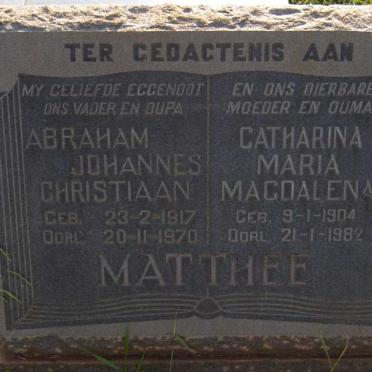 TER GEDACTENIS AAN
MY GELIEFDE EGGENOOT
ONS VADER EN OUPA
ABRAHAM
JOHANNES
CHRISTIAAN
GEB. 23-2-1917
OORL. 20-11-1970
EN ONS DIERBARE
MOEDER EN OUMA
CATHARINA
MARIA
MAGDALENA
GEB. 9-1-1904
OORL. 21-1-1982
MATTHEE